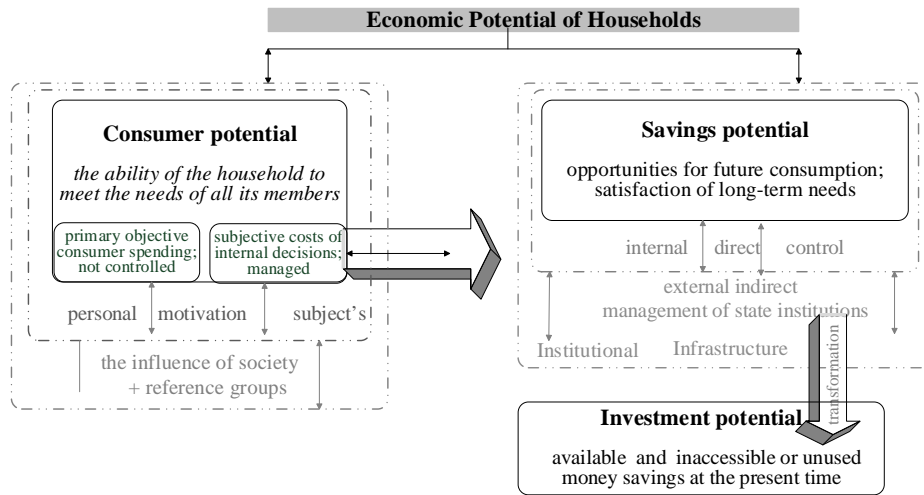 Economic Potential of Households
Consumer potential
the ability of the household to
meet the needs of all its members
primary objective
consumer spending;
not controlled
subjective costs of
internal decisions;
managed
personal motivation subject's
the influence of society
+ reference groups
Savings potential
opportunities for future consumption;
satisfaction of long-term needs
internal direct control
external indirect
management of state institutions
Institutional Infrastructure
transformation
Investment potential
available and inaccessible or unused
money savings at the present time